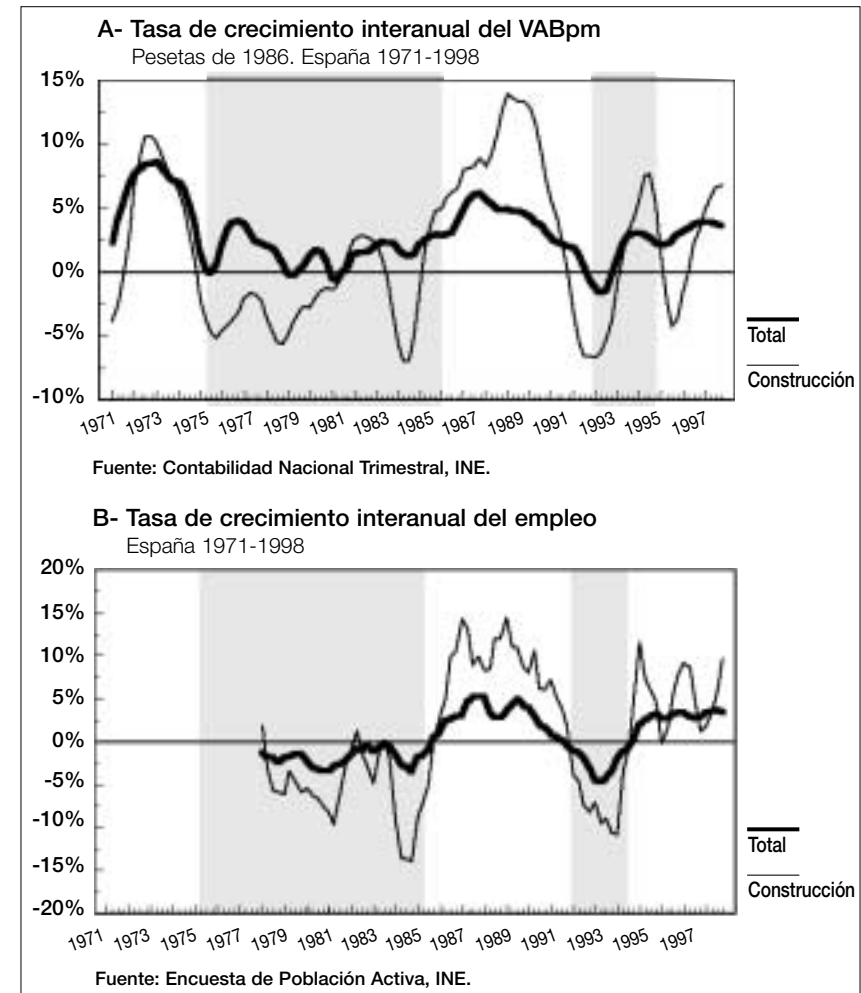 A- Tasa de crecimiento interanual del VABpm
Pesetas de 1986. España 1971-1998
15%
10%
5%
0%
-5%
-10%
1971 1973 1975 1977 1979 1981 1983 1985 1987 1989 1991 1993 1995 1997
Total
Construcción
Fuente: Contabilidad Nacional Trimestral, INE.
B- Tasa de crecimiento interanual del empleo
España 1971-1998
20%
15%
10%
5%
0%
-5%
-10%
-15%
-20%
1971 1973 1975 1977 1979 1981 1983 1985 1987 1989 1991 1993 1995 1997
Total
Construcción
Fuente: Encuesta de Población Activa, INE.